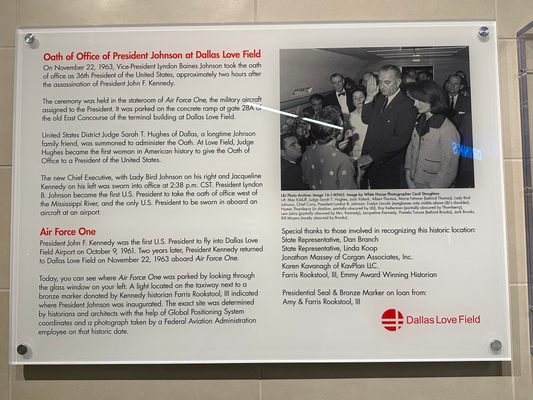 Oath of Office of President Johnson at Dallas Love Field
On November 22, 1963, Vice-President Lyndon Baines Johnson took the oath
of office as 36th President of the United States, approximately two hours after
the assassination of President John F. Kennedy.
The ceremony was held in the stateroom of Air Force One, the military aircraft
assigned to the President. It was parked on the concrete ramp at gate 28A of
the old East Concourse of the terminal building at Dallas Love Field.
United States District Judge Sarah T. Hughes of Dallas, a longtime Johnson
family friend, was summoned to administer the Oath. At Love Field, Judge
Hughes became the first woman in American history to give the Oath of
Office to a President of the United States.
The new Chief Executive, with Lady Bird Johnson on his right and Jacqueline
Kennedy on his left was sworn into office at 2:38 p.m. CST. President Lyndon
B. Johnson became the first U.S. President to take the oath of office west of
the Mississippi River, and the only U.S. President to be sworn in aboard an
aircraft at an airport.
Air Force One
President John F. Kennedy was the first U.S. President to fly into Dallas Love
Field Airport on October 9, 1961. Two years later, President Kennedy returned
to Dallas Love Field on November 22, 1963 aboard Air Force One.
Today, you can see where Air Force One was parked by looking through
the glass window on your left. A light located on the taxiway next to a
bronze marker donated by Kennedy historian Farris Rookstool, III indicated
where President Johnson was inaugurated. The exact site was determined
by historians and architects with the help of Global Positioning System
coordinates and a photograph taken by a Federal Aviation Administration
employee on that historic date.
DRINKS
LBJ Photo Archive: Image by White House Photographer Cecil Stoughton
Special thanks to those involved in recognizing this historic location:
State Representative, Dan Branch
State Representative, Linda Koop
Jonathan Massey of Corgan Associates, Inc.
Karen Kavanagh of KavPlan LLC.
Farris Rookstool, III, Emmy Award Winning Historian
Presidential Seal & Bronze Marker on loan from:
Amy & Farris Rookstool, III
Dallas Love Field